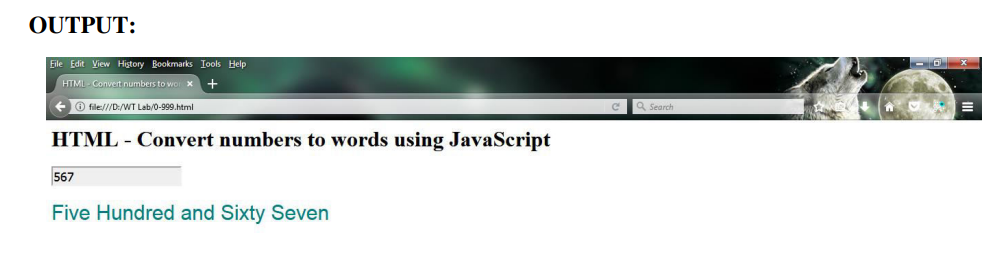 OUTPUT:
File Edit View History Bookmarks Tools Help
HTML - Convert numbers to wor × +
file:///D:/WT Lab/0-999.html
Search
HTML - Convert numbers to words using JavaScript
567
Five Hundred and Sixty Seven